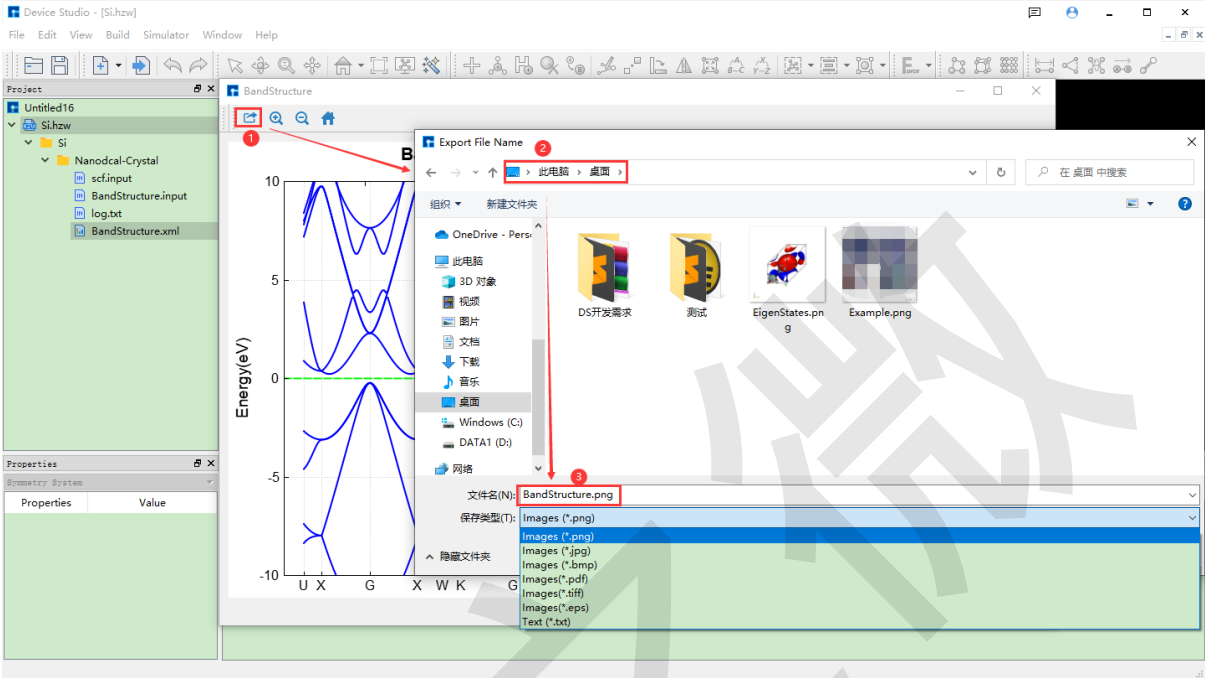 Device Studio - [Si.hzw]
File Edit View Build Simulator Window Help
Project
Untitled16
Si.hzw
Si
Nanodcal-Crystal
scf.input
BandStructure.input
log.txt
BandStructure.xml
Properties
Symmetry System
Properties Value
BandStructure
1
B
Energy(eV)
10
5
0
-5
-10
U X G X W K G
Export File Name
2
此电脑 › 桌面 ›
在 桌面 中搜索
组织 新建文件夹
OneDrive - Pers
此电脑
3D 对象
视频
图片
文档
下载
音乐
桌面
Windows (C:)
DATA1 (D:)
网络
DS开发需求
测试
EigenStates.pn
g
Example.png
3
文件名(N): BandStructure.png
保存类型(T): Images (*.png)
Images (*.png)
Images (*.jpg)
Images (*.bmp)
Images(*.pdf)
Images(*.tiff)
Images(*.eps)
Text (*.txt)
隐藏文件夹